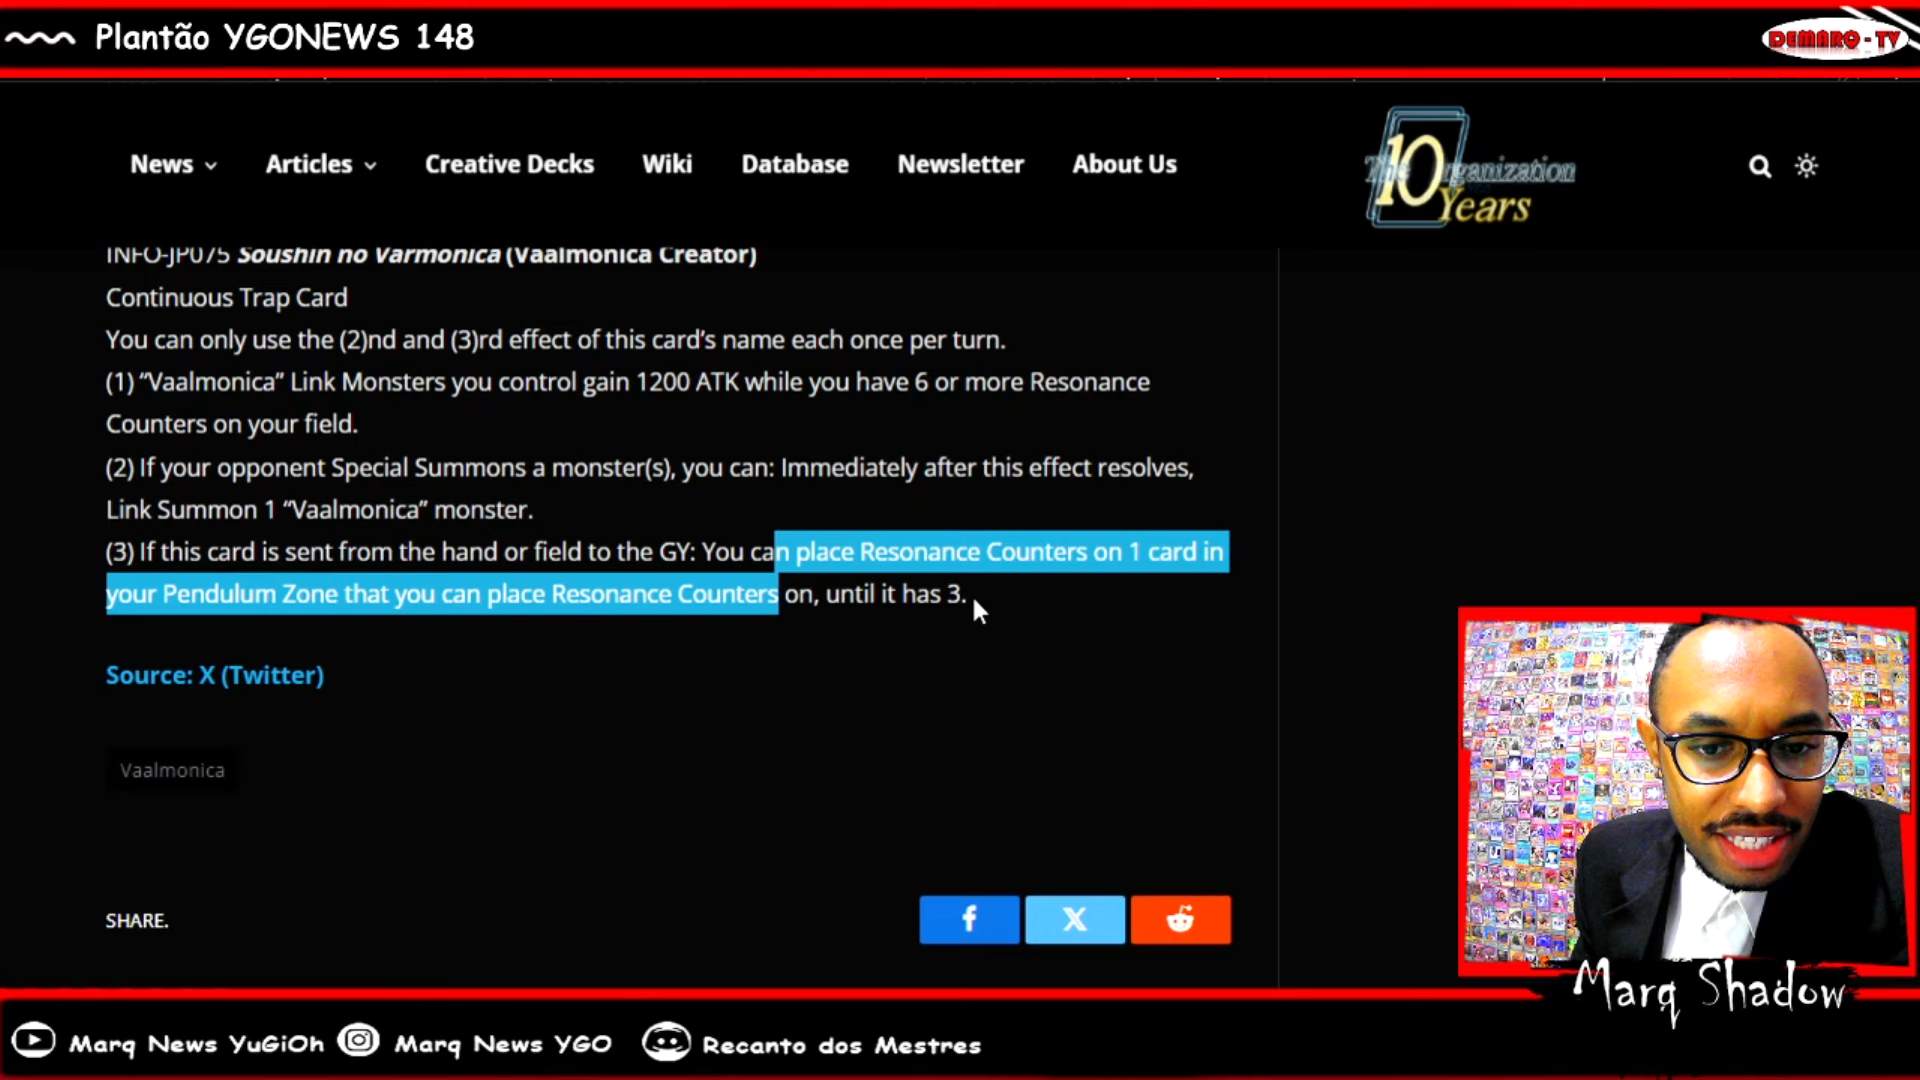 Plantão YGONEWS 148
DEMARQ-TV
News
Articles
Creative Decks
Wiki
Database
Newsletter
About Us
The Organization
10
Years
INFO-JP075 Soushin no Varmonica (Vaalmonica Creator)
Continuous Trap Card
You can only use the (2)nd and (3)rd effect of this card’s name each once per turn.
(1) “Vaalmonica” Link Monsters you control gain 1200 ATK while you have 6 or more Resonance
Counters on your field.
(2) If your opponent Special Summons a monster(s), you can: Immediately after this effect resolves,
Link Summon 1 “Vaalmonica” monster.
(3) If this card is sent from the hand or field to the GY: You can place Resonance Counters on 1 card in
your Pendulum Zone that you can place Resonance Counters on, until it has 3.
Source: X (Twitter)
Vaalmonica
SHARE.
Marq Shadow
Marq News YuGiOh
Marq News YGO
Recanto dos Mestres